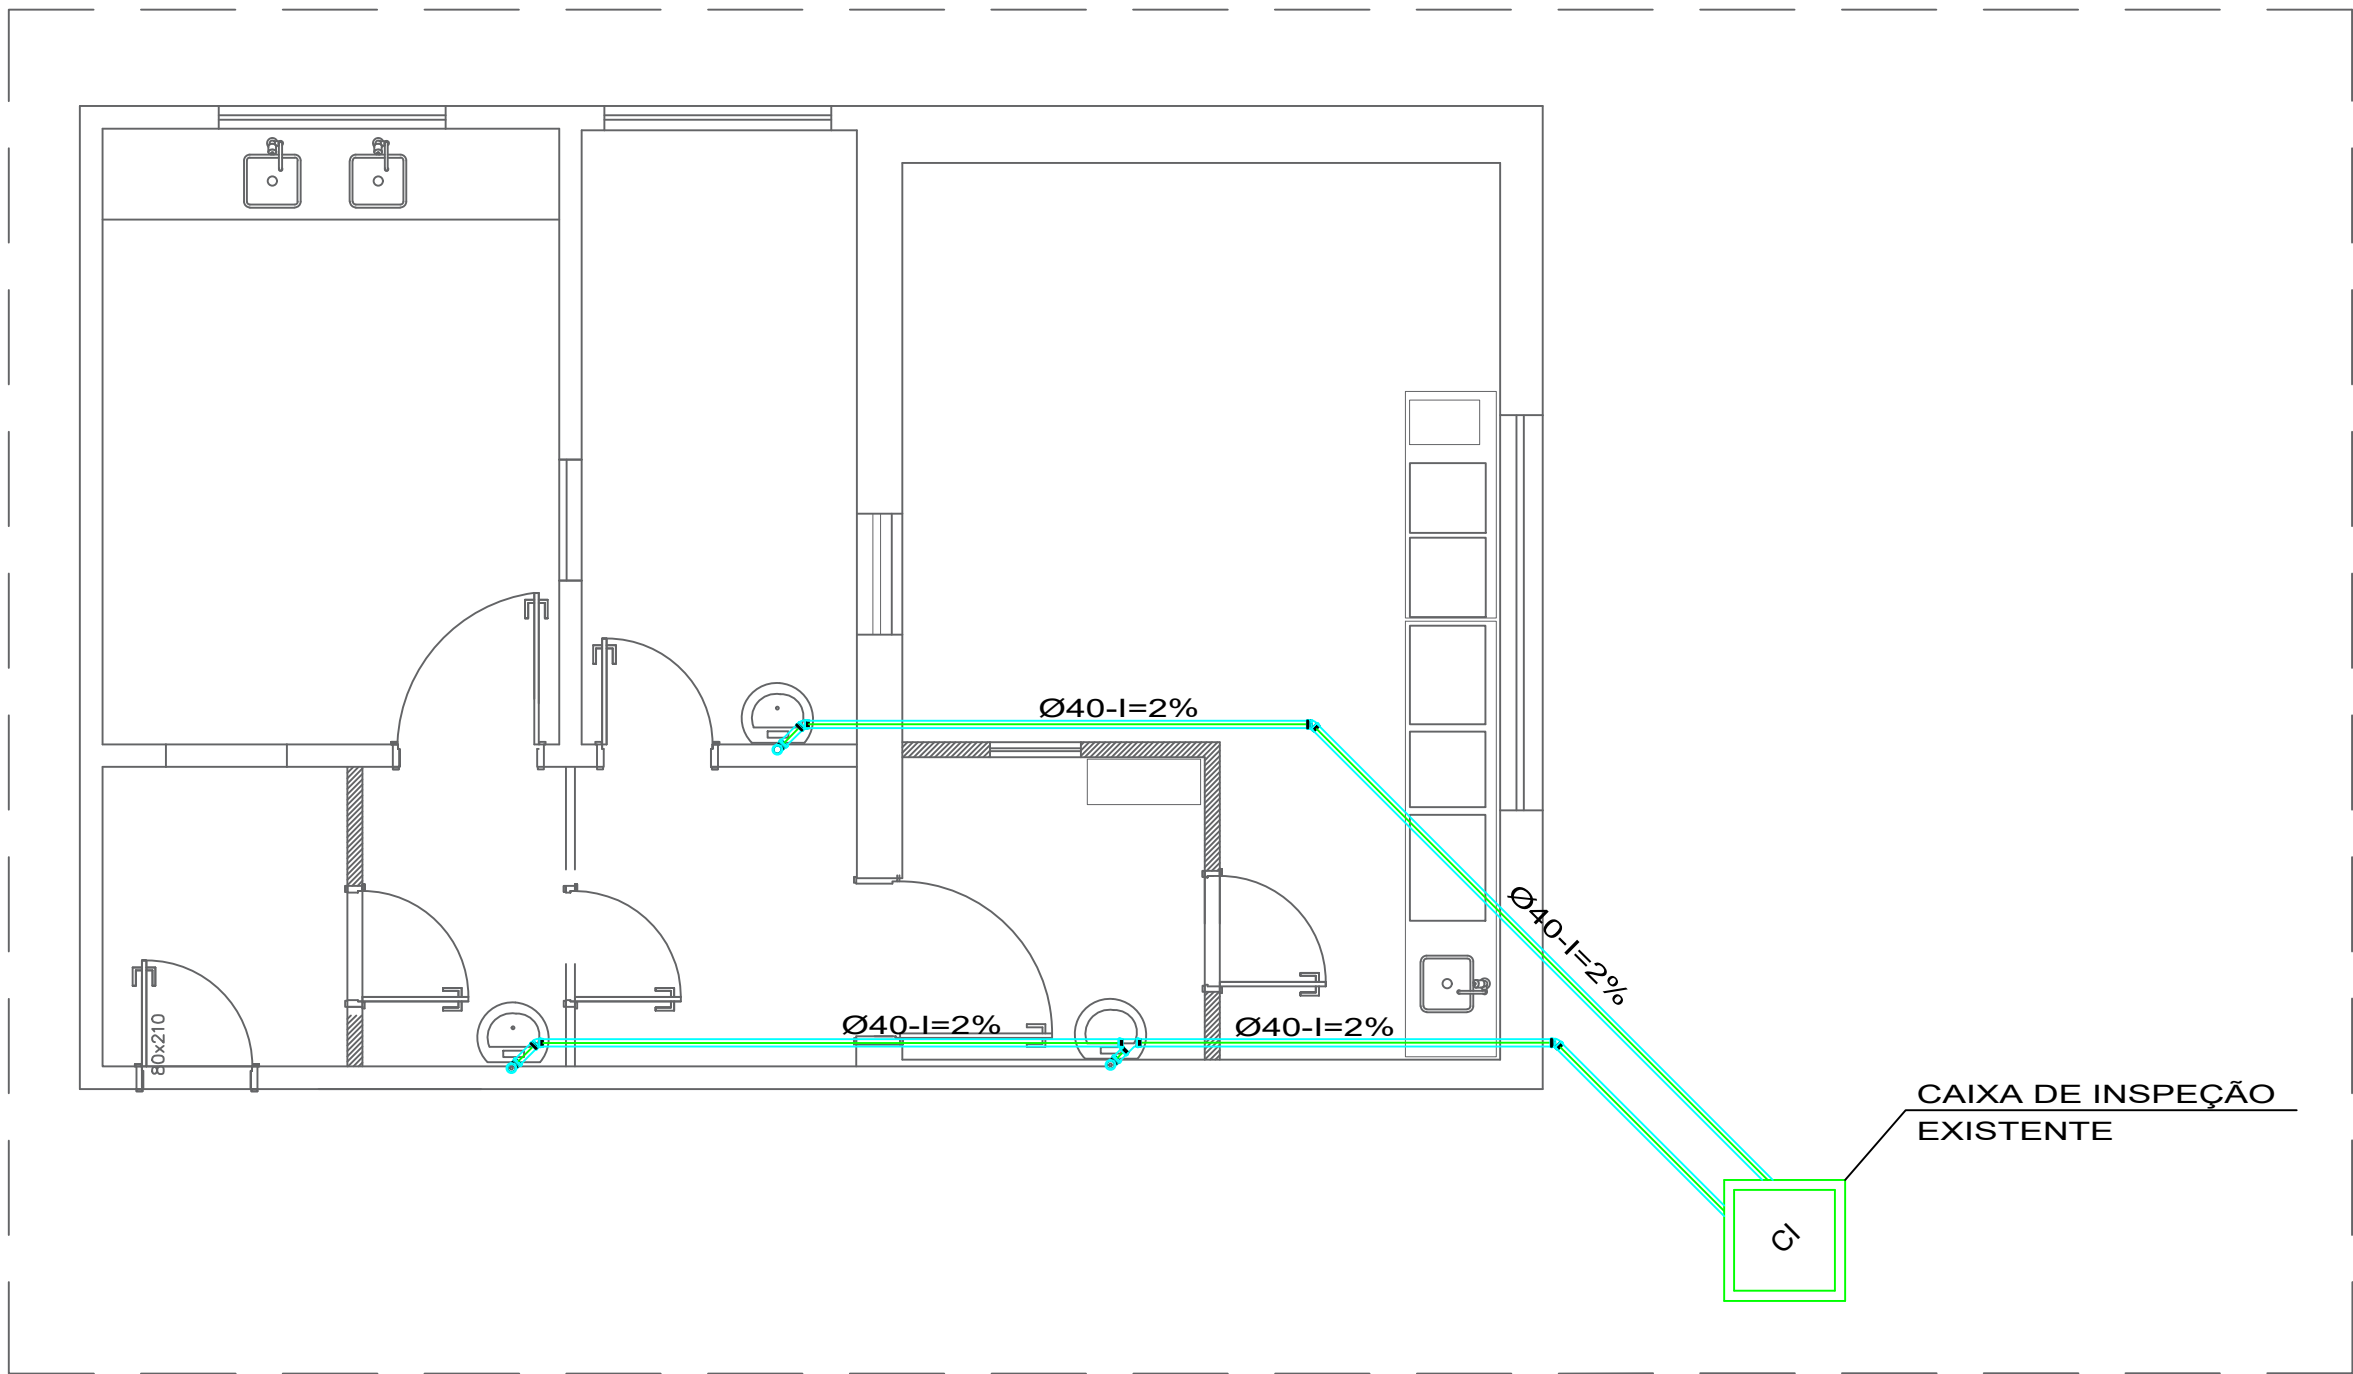 Ø40-I=2%
Ø40-I=2%
Ø40-I=2%
Ø40-I=2%
80x210
CAIXA DE INSPEÇÃO
EXISTENTE
CI